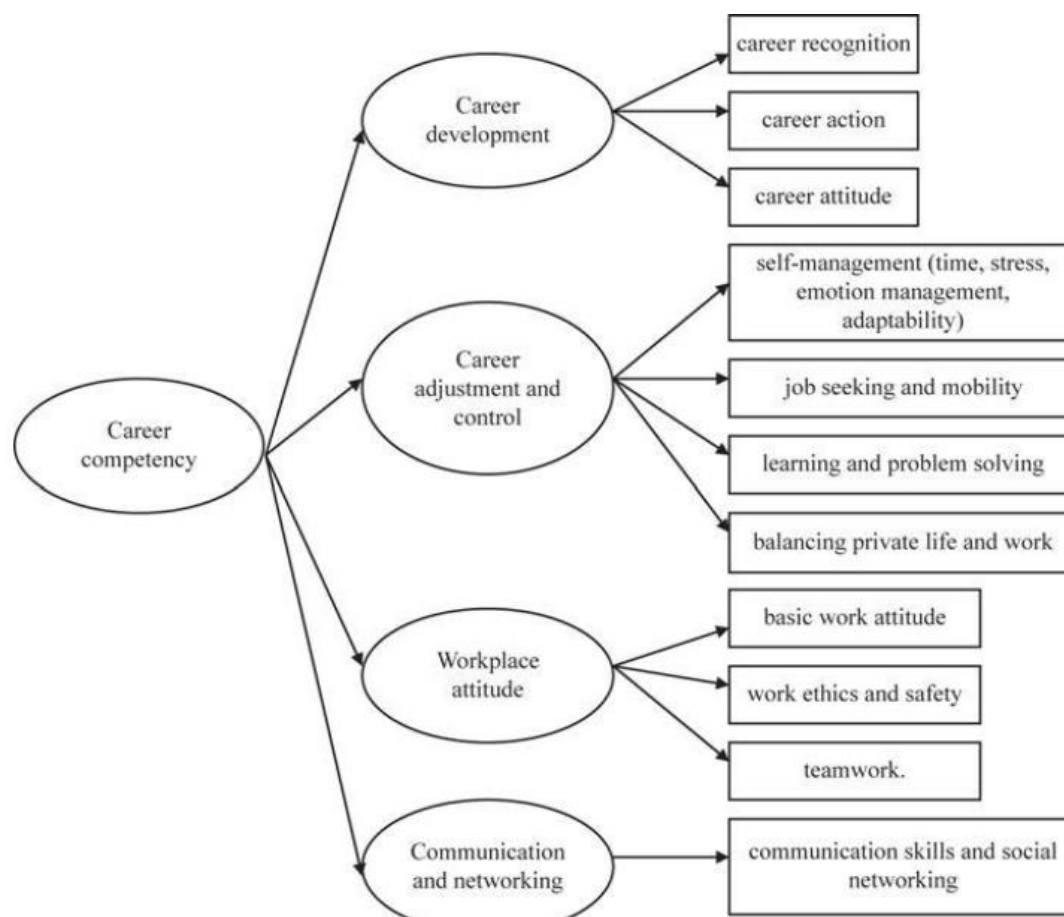 career recognition
Career
development
career action
career attitude
self-management (time, stress,
emotion management,
adaptability)
Career
adjustment and
control
job seeking and mobility
Career
competency
learning and problem solving
balancing private life and work
basic work attitude
Workplace
attitude
work ethics and safety
teamwork.
Communication
and networking
communication skills and social
networking